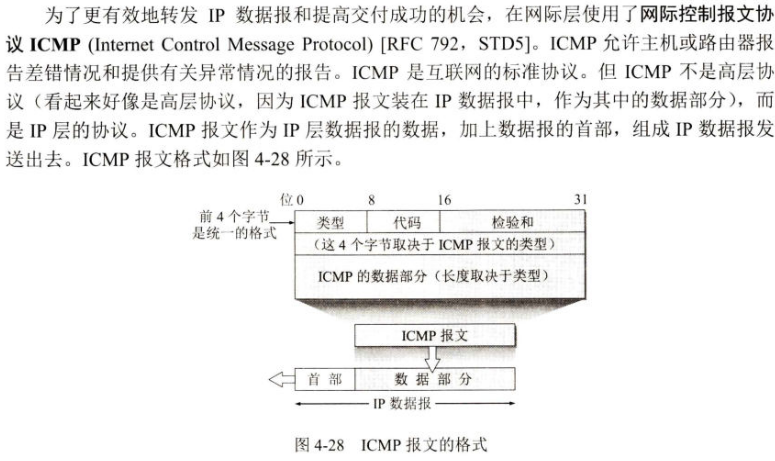 为了更有效地转发 IP 数据报和提高交付成功的机会，在网际层使用了网际控制报文协
议 ICMP (Internet Control Message Protocol) [RFC 792，STD5]。ICMP 允许主机或路由器报
告差错情况和提供有关异常情况的报告。ICMP 是互联网的标准协议。但 ICMP 不是高层协
议（看起来好像是高层协议，因为 ICMP 报文装在 IP 数据报中，作为其中的数据部分），而
是 IP 层的协议。ICMP 报文作为 IP 层数据报的数据，加上数据报的首部，组成 IP 数据报发
送出去。ICMP 报文格式如图 4-28 所示。
位 0 8 16 31
前 4 个字节
是统一的格式
类型 代码 检验和
（这 4 个字节取决于 ICMP 报文的类型）
ICMP 的数据部分（长度取决于类型）
ICMP 报文
首 部 数 据 部 分
IP 数据报
图 4-28 ICMP 报文的格式